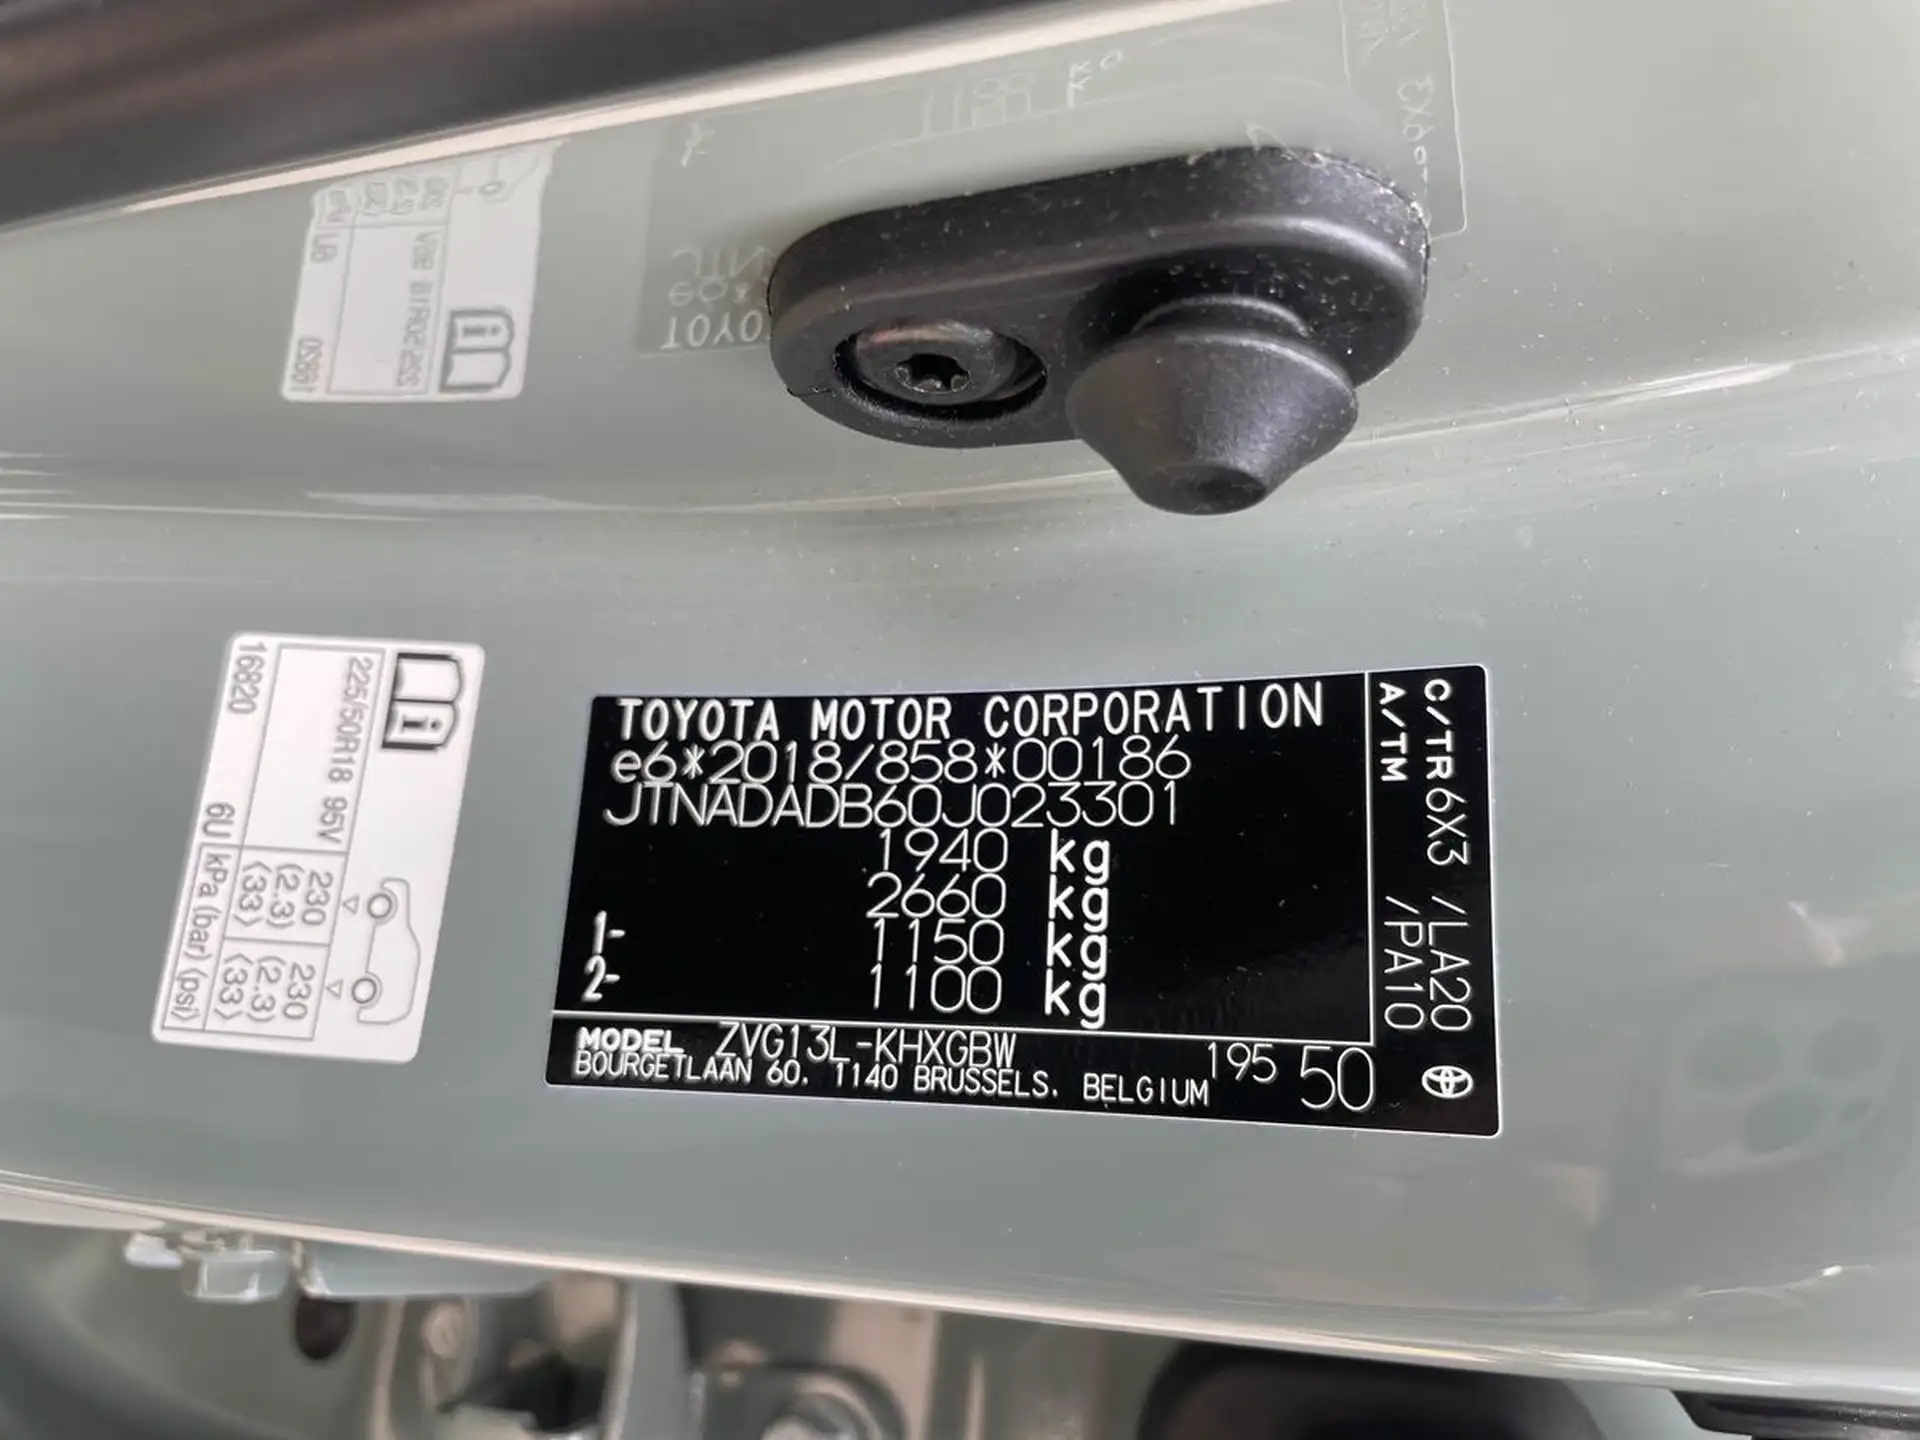 TOYOTA MOTOR CORPORATION
e6*2018/858*00186
JTNADADB60J023301
1940 kg
2660 kg
1- 1150 kg
2- 1100 kg
MODEL ZVG13L-KHXGBW
BOURGETLAAN 60. 1140 BRUSSELS. BELGIUM
195 50
C/TR 6X3 /LA20
A/TM /PA10
225/50R18 95V
230 230
(2.3) (2.3)
⟨33⟩ ⟨33⟩
kPa (bar) ⟨psi⟩
16820 6U